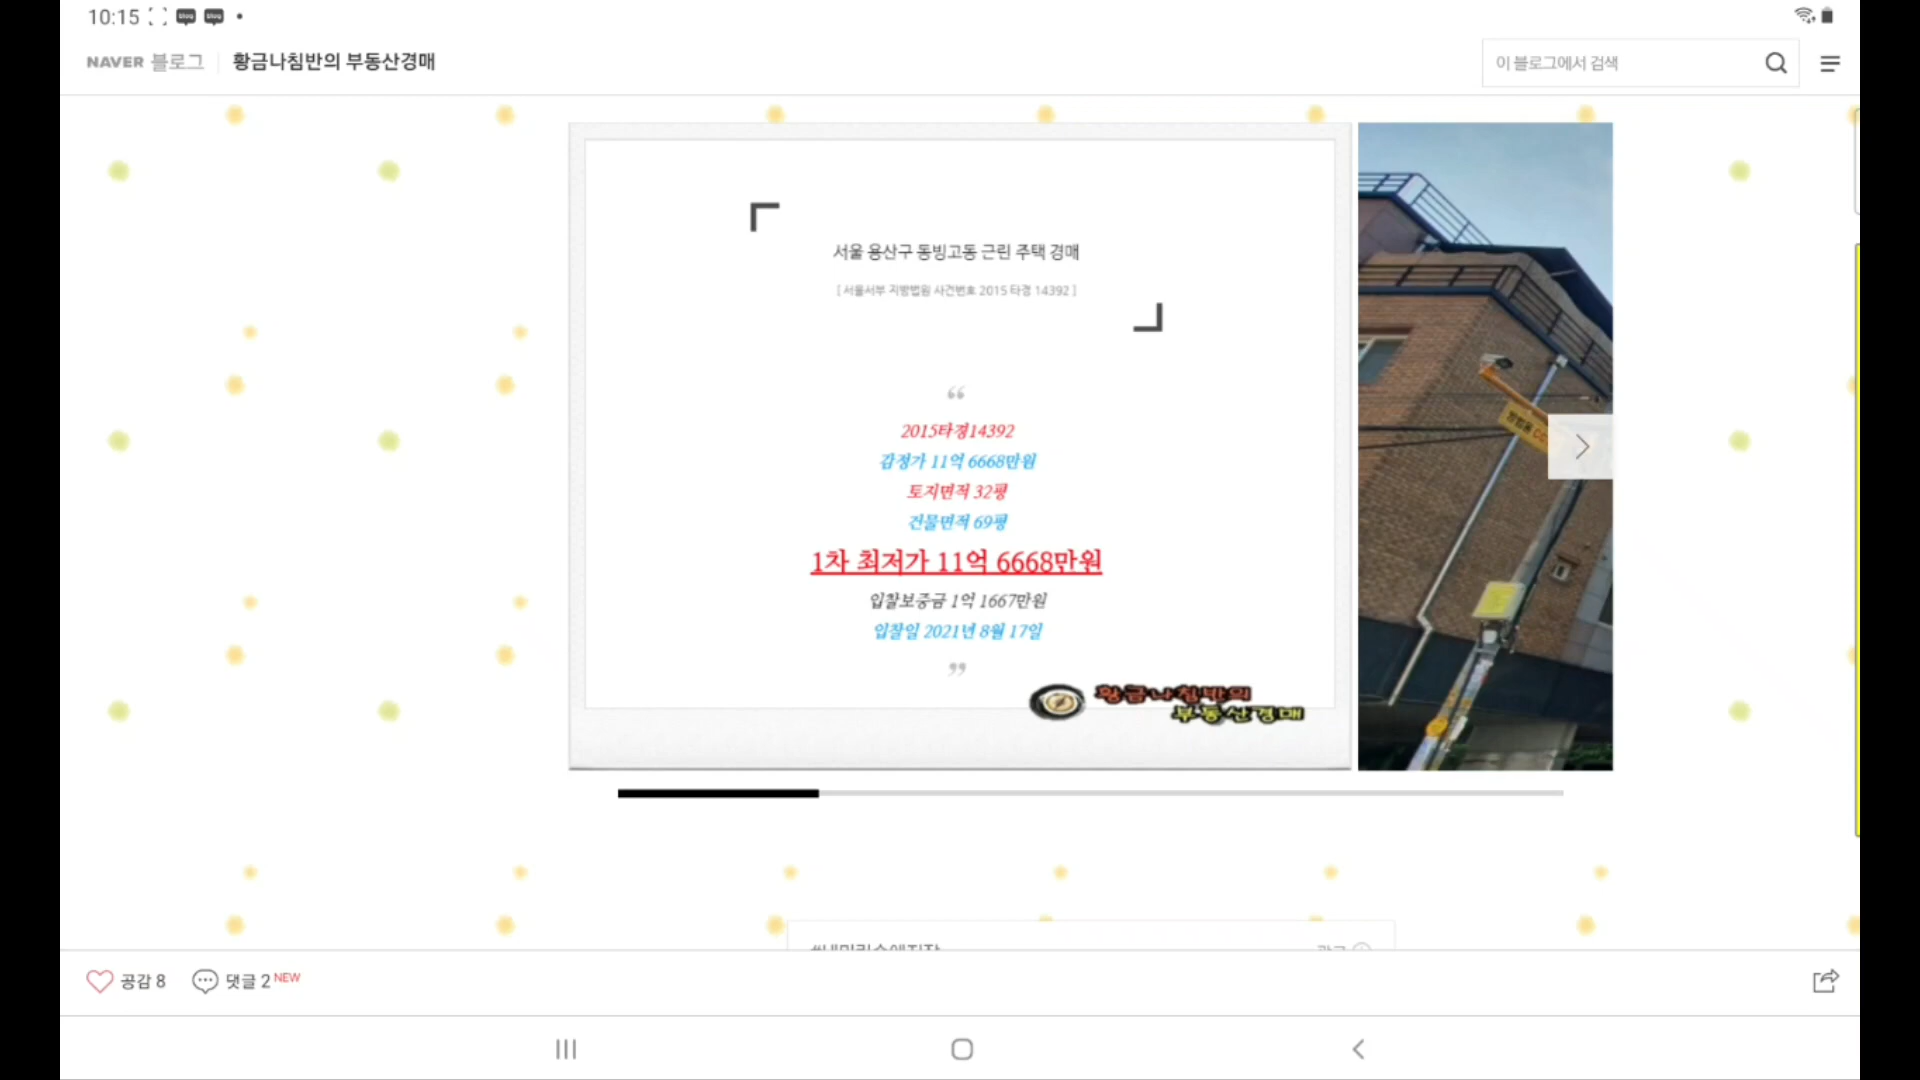 10:15
NAVER 블로그 황금나침반의 부동산경매
이 블로그에서 검색
서울 용산구 동빙고동 근린 주택 경매
[ 서울서부 지방법원 사건번호 2015 타경 14392 ]
“
2015타경14392
감정가 11억 6668만원
토지면적 32평
건물면적 69평
1차 최저가 11억 6668만원
입찰보증금 1억 1667만원
입찰일 2021년 8월 17일
”
황금나침반의
부동산경매
방범용 CC
공감 8 댓글 2 NEW